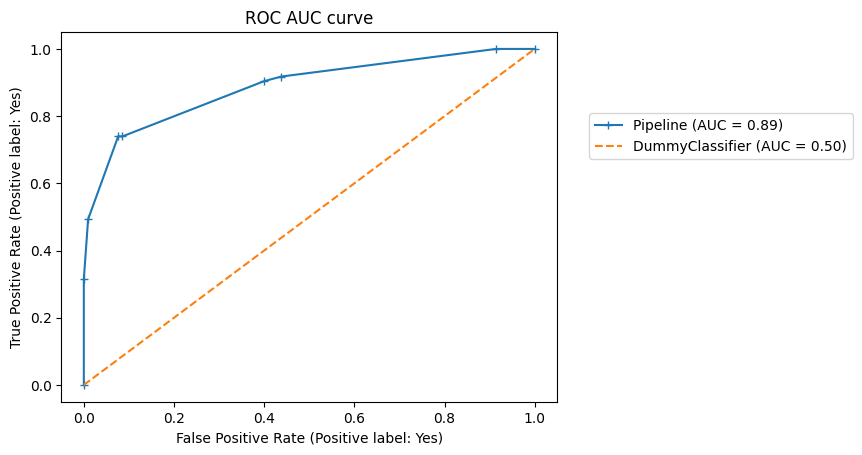 ROC AUC curve
True Positive Rate (Positive label: Yes)
1.0
0.8
0.6
0.4
0.2
0.0
0.0 0.2 0.4 0.6 0.8 1.0
False Positive Rate (Positive label: Yes)
Pipeline (AUC = 0.89)
DummyClassifier (AUC = 0.50)